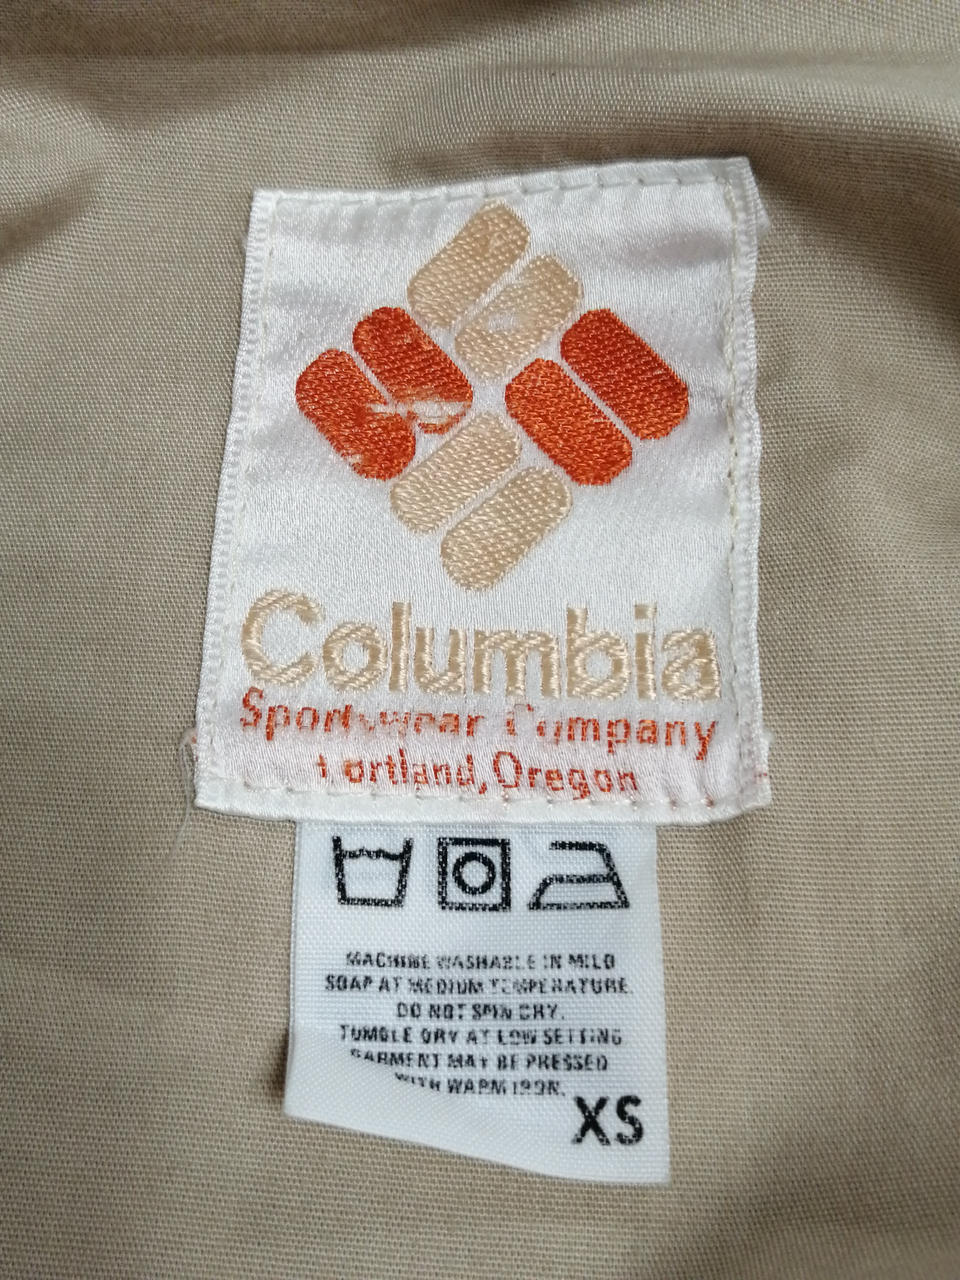 Columbia
Sportswear Company
Portland, Oregon
MACHINE WASHABLE IN MILD
SOAP AT MEDIUM TEMPERATURE.
DO NOT SPIN DRY.
TUMBLE DRY AT LOW SETTING
GARMENT MAY BE PRESSED
WITH WARM IRON.
XS